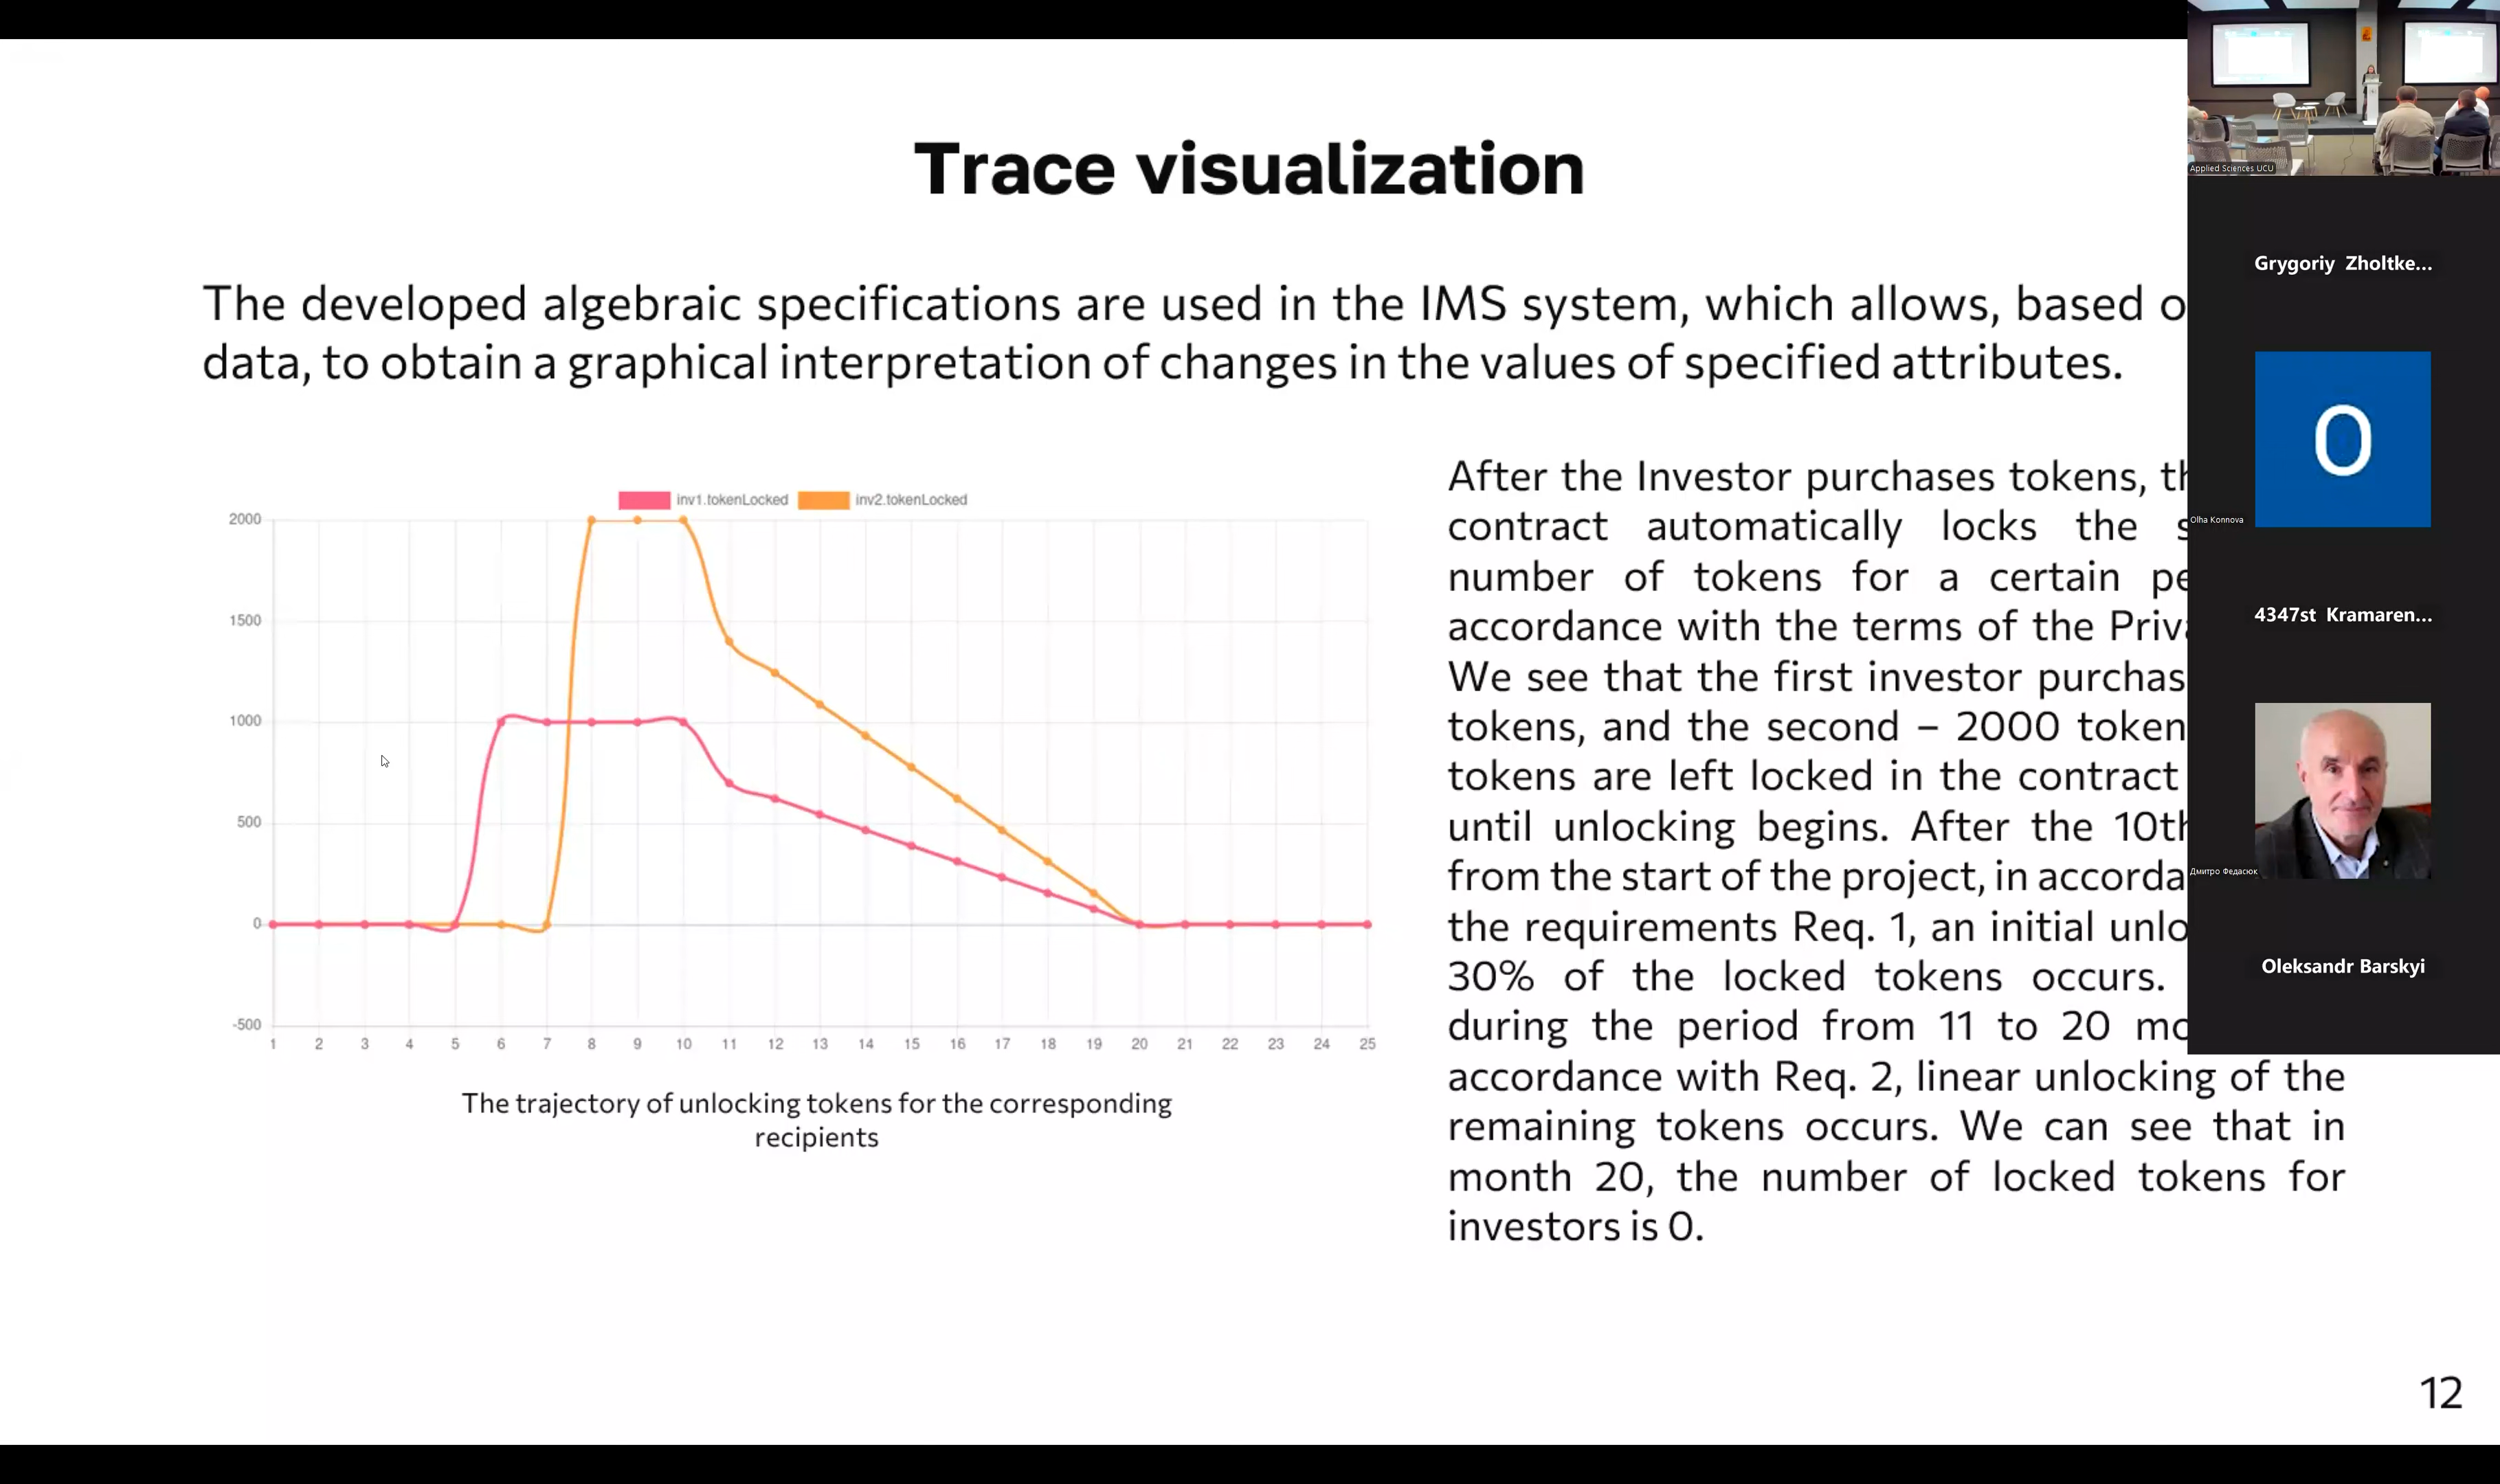 Trace visualization
The developed algebraic specifications are used in the IMS system, which allows, based
data, to obtain a graphical interpretation of changes in the values of specified attributes.
inv1.tokenLocked inv2.tokenLocked
2000
1500
1000
500
0
-500
1 2 3 4 5 6 7 8 9 10 11 12 13 14 15 16 17 18 19 20 21 22 23 24 25
The trajectory of unlocking tokens for the corresponding
recipients
After the Investor purchases tokens,
contract automatically locks the
number of tokens for a certain
accordance with the terms of the
We see that the first investor
tokens, and the second – 2000
tokens are left locked in the contract
until unlocking begins. After the
from the start of the project, in
the requirements Req. 1, an initial
30% of the locked tokens occurs.
during the period from 11 to 20
accordance with Req. 2, linear unlocking of the
remaining tokens occurs. We can see that in
month 20, the number of locked tokens for
investors is 0.
12
Applied Sciences UCU
Grygoriy Zholtke...
O
Olha Konnova
4347st Kramaren...
Дмитро Федасюк
Oleksandr Barskyi